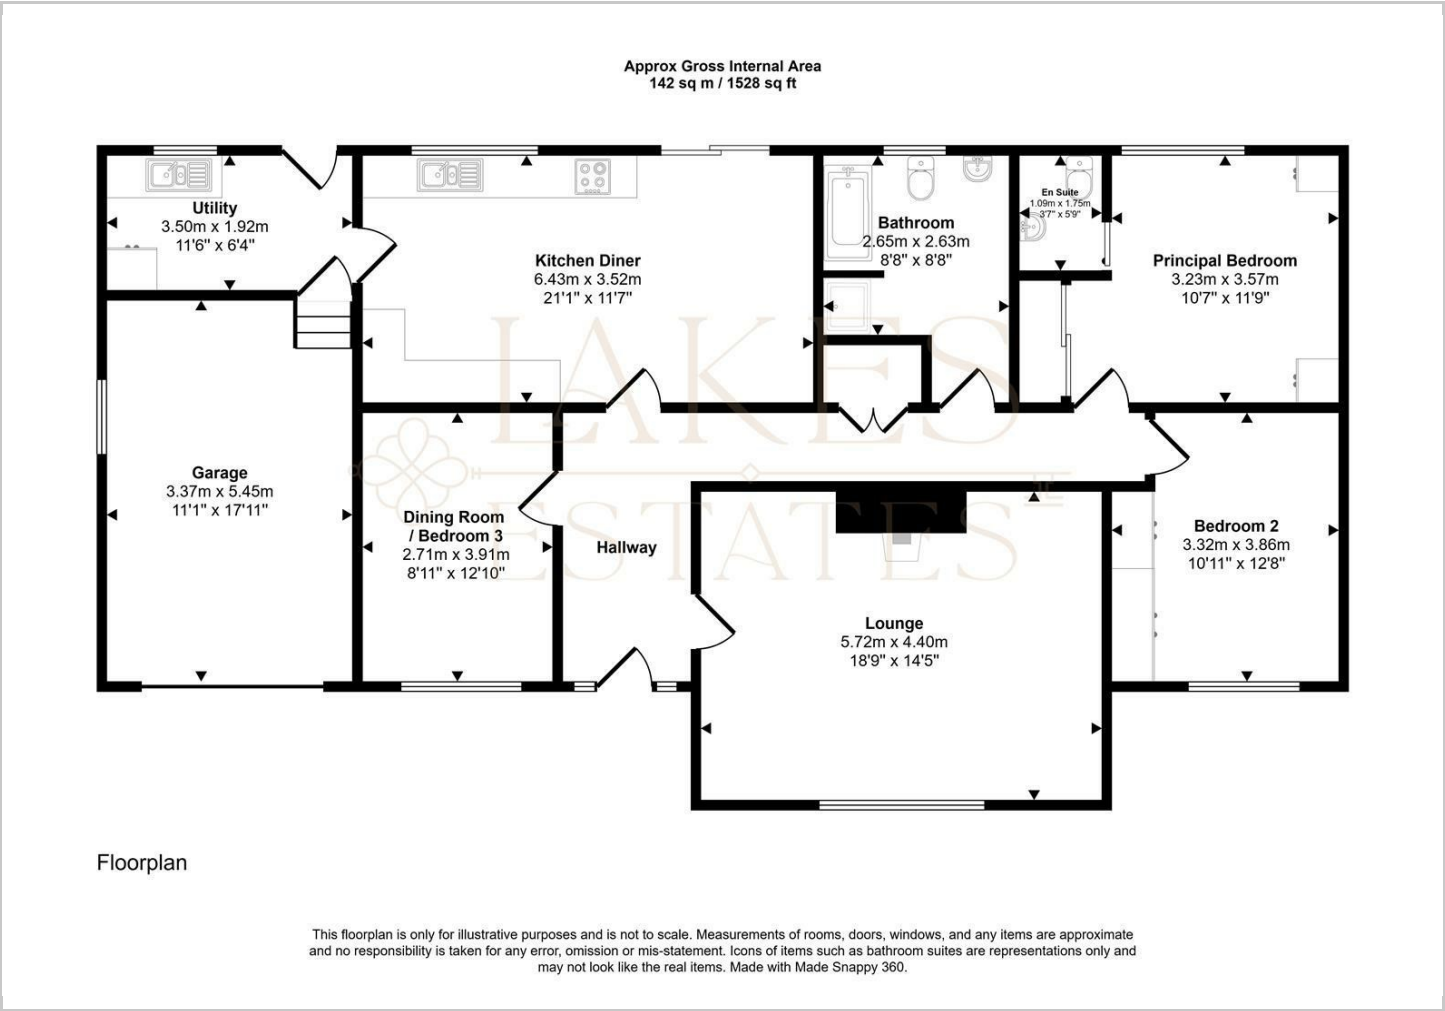 Approx Gross Internal Area
142 sq m / 1528 sq ft
Utility
3.50m x 1.92m
11'6" x 6'4"
Kitchen Diner
6.43m x 3.52m
21'1" x 11'7"
Bathroom
2.65m x 2.63m
8'8" x 8'8"
En Suite
1.09m x 1.75m
3'7" x 5'9"
Principal Bedroom
3.23m x 3.57m
10'7" x 11'9"
LAKES
ESTATES
Garage
3.37m x 5.45m
11'1" x 17'11"
Dining Room
/ Bedroom 3
2.71m x 3.91m
8'11" x 12'10"
Hallway
Lounge
5.72m x 4.40m
18'9" x 14'5"
Bedroom 2
3.32m x 3.86m
10'11" x 12'8"
Floorplan
This floorplan is only for illustrative purposes and is not to scale. Measurements of rooms, doors, windows, and any items are approximate
and no responsibility is taken for any error, omission or mis-statement. Icons of items such as bathroom suites are representations only and
may not look like the real items. Made with Made Snappy 360.